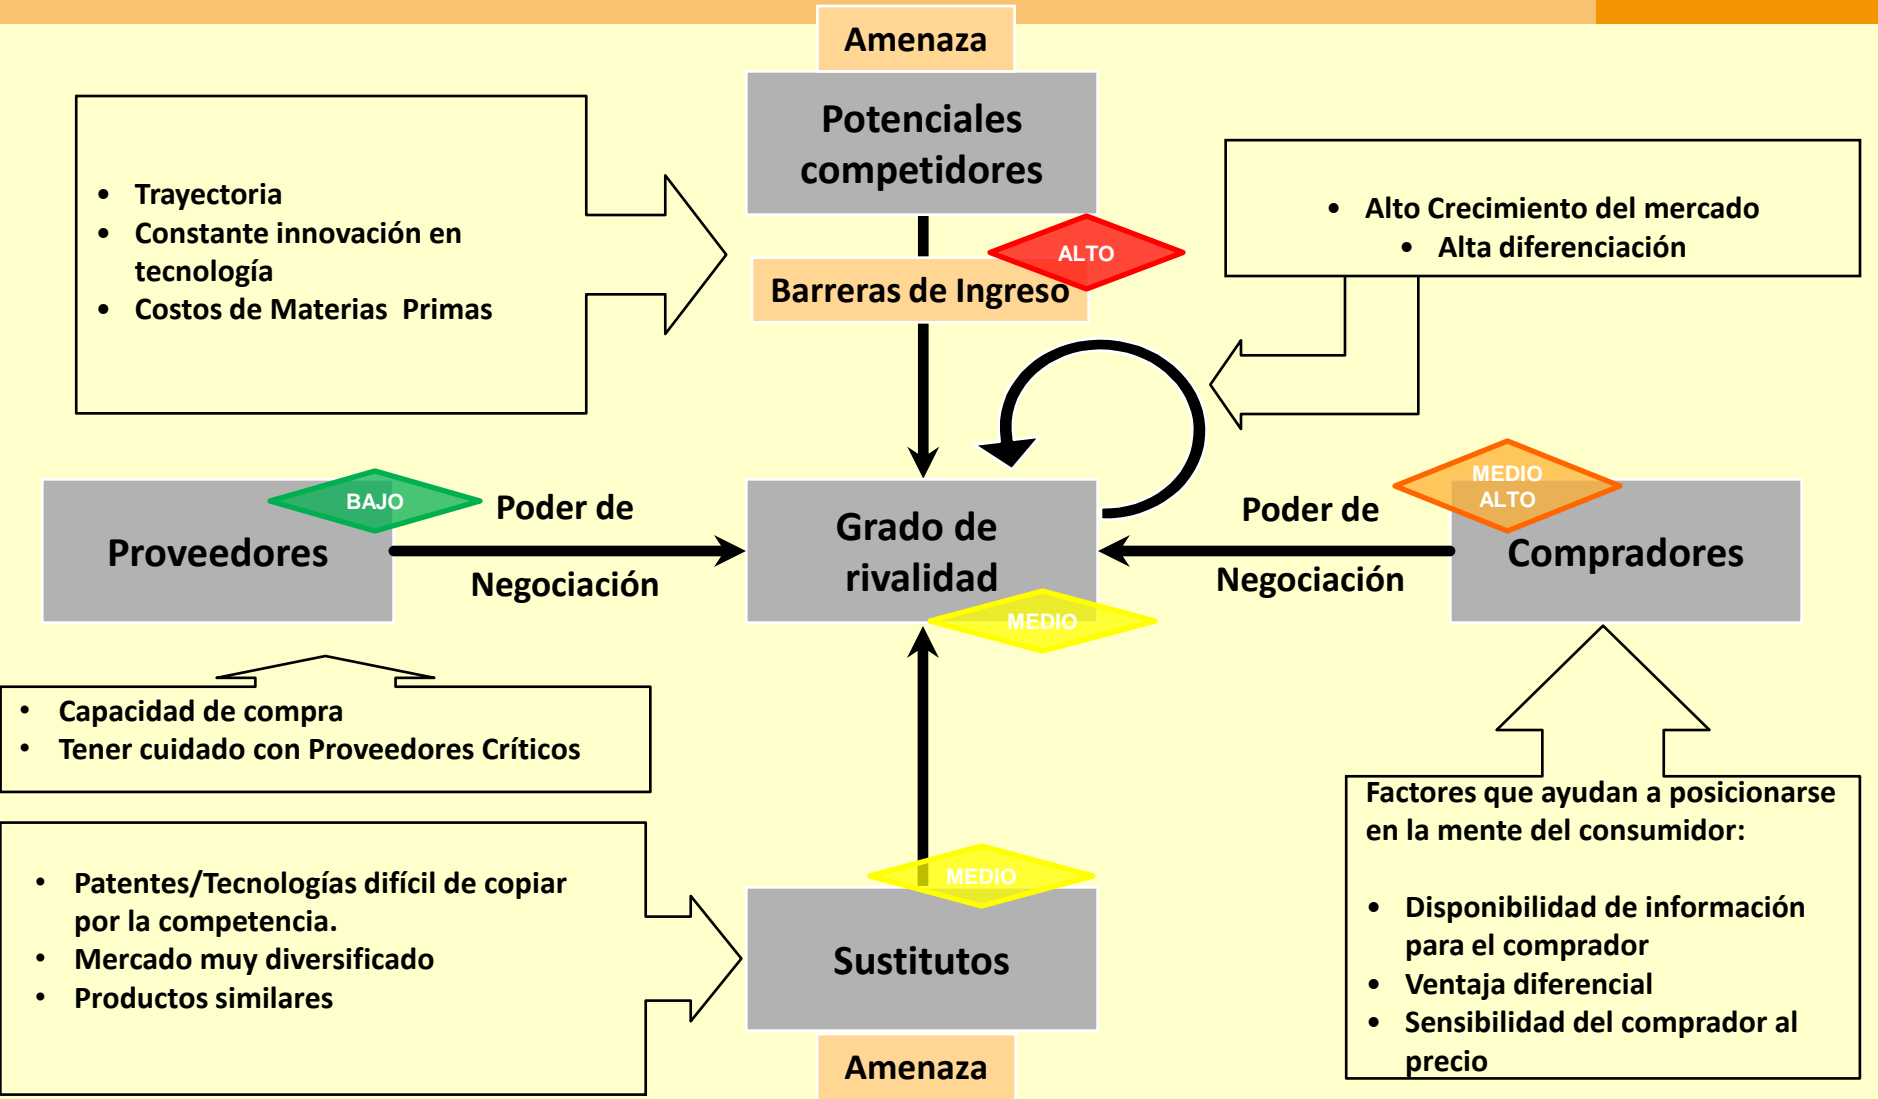 Amenaza
Potenciales
competidores
• Trayectoria
• Constante innovación en
tecnología
• Costos de Materias Primas
ALTO
Barreras de Ingreso
• Alto Crecimiento del mercado
• Alta diferenciación
BAJO
Proveedores
Poder de
Negociación
Grado de
rivalidad
MEDIO
Poder de
Negociación
MEDIO
ALTO
Compradores
• Capacidad de compra
• Tener cuidado con Proveedores Críticos
• Patentes/Tecnologías difícil de copiar
por la competencia.
• Mercado muy diversificado
• Productos similares
MEDIO
Sustitutos
Amenaza
Factores que ayudan a posicionarse
en la mente del consumidor:
• Disponibilidad de información
para el comprador
• Ventaja diferencial
• Sensibilidad del comprador al
precio